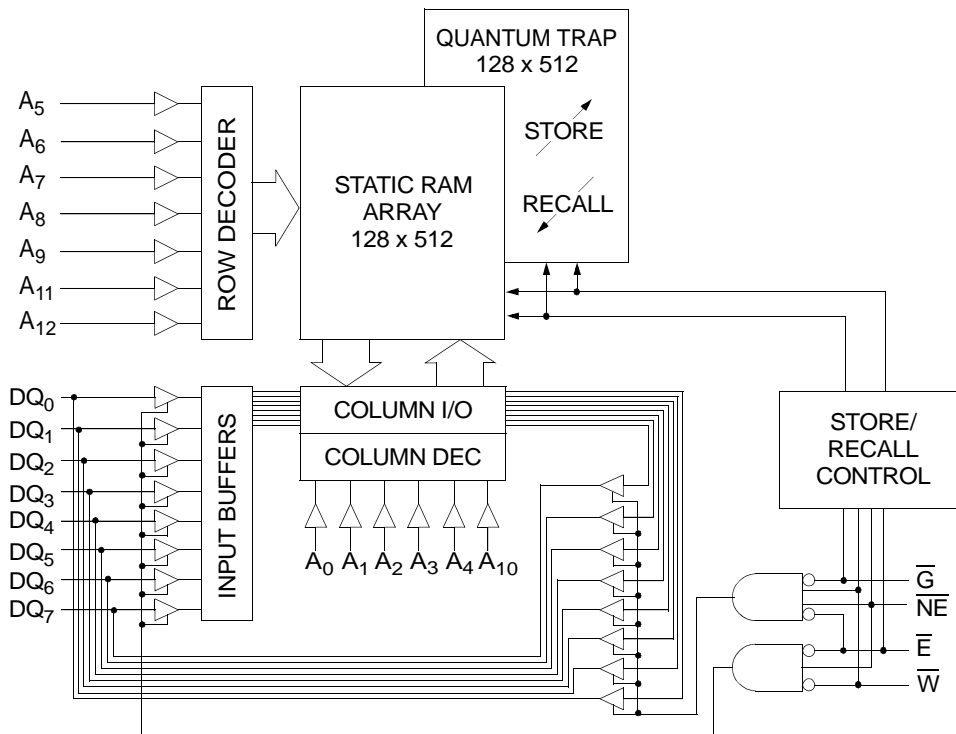 QUANTUM TRAP
128 x 512
STORE
RECALL
A5
A6
A7
A8
A9
A11
A12
ROW DECODER
STATIC RAM
ARRAY
128 x 512
DQ0
DQ1
DQ2
DQ3
DQ4
DQ5
DQ6
DQ7
INPUT BUFFERS
COLUMN I/O
COLUMN DEC
A0 A1 A2 A3 A4 A10
STORE/
RECALL
CONTROL
G̅
N̅E̅
E̅
W̅